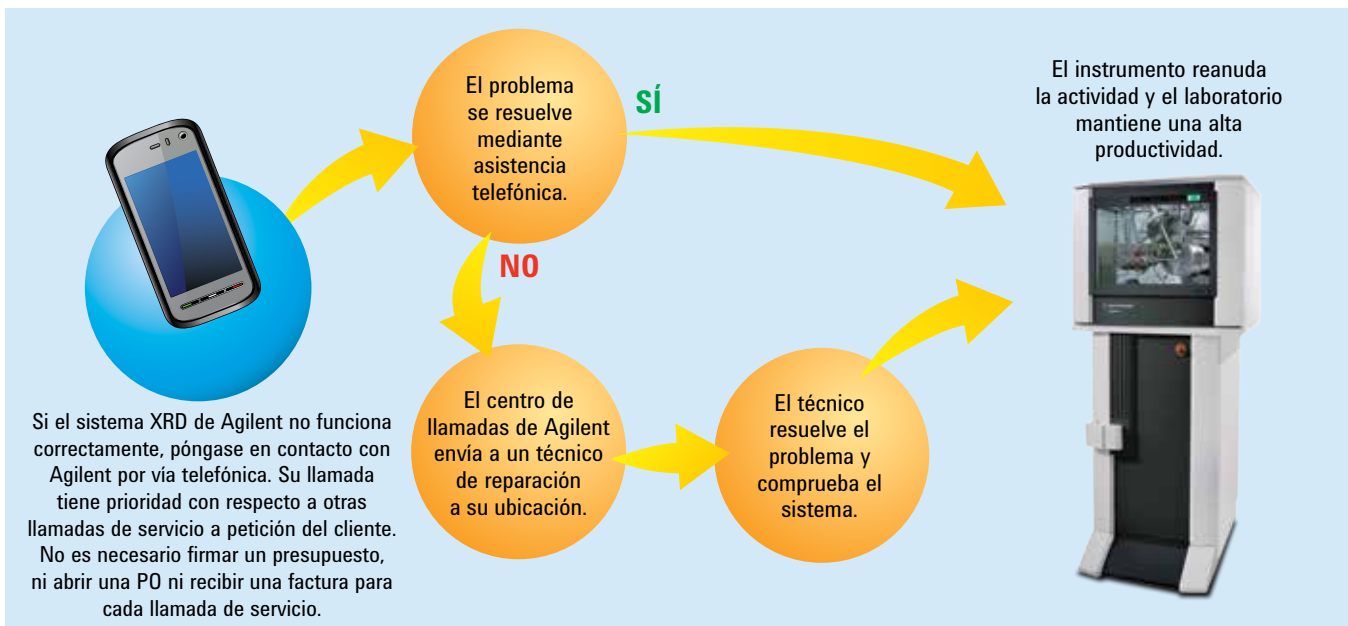 Si el sistema XRD de Agilent no funciona
correctamente, póngase en contacto con
Agilent por vía telefónica. Su llamada
tiene prioridad con respecto a otras
llamadas de servicio a petición del cliente.
No es necesario firmar un presupuesto,
ni abrir una PO ni recibir una factura para
cada llamada de servicio.
El problema
se resuelve
mediante
asistencia
telefónica.
SÍ
NO
El centro de
llamadas de Agilent
envía a un técnico
de reparación
a su ubicación.
El técnico
resuelve el
problema y
comprueba el
sistema.
El instrumento reanuda
la actividad y el laboratorio
mantiene una alta
productividad.